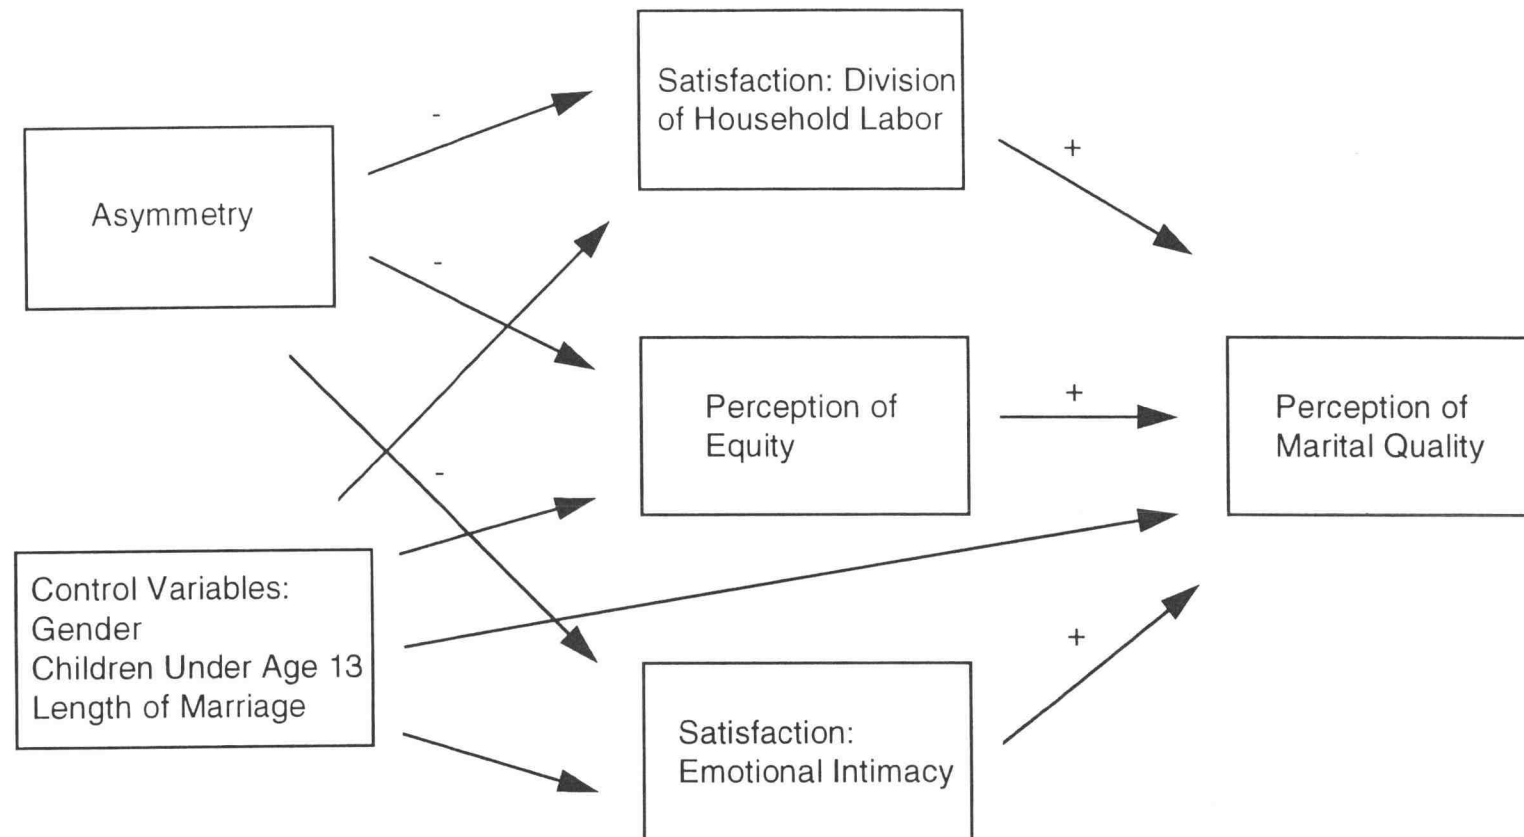 Satisfaction: Division
of Household Labor
-
+
Asymmetry
-
Perception of
Equity
+
Perception of
Marital Quality
-
Control Variables:
Gender
Children Under Age 13
Length of Marriage
+
Satisfaction:
Emotional Intimacy